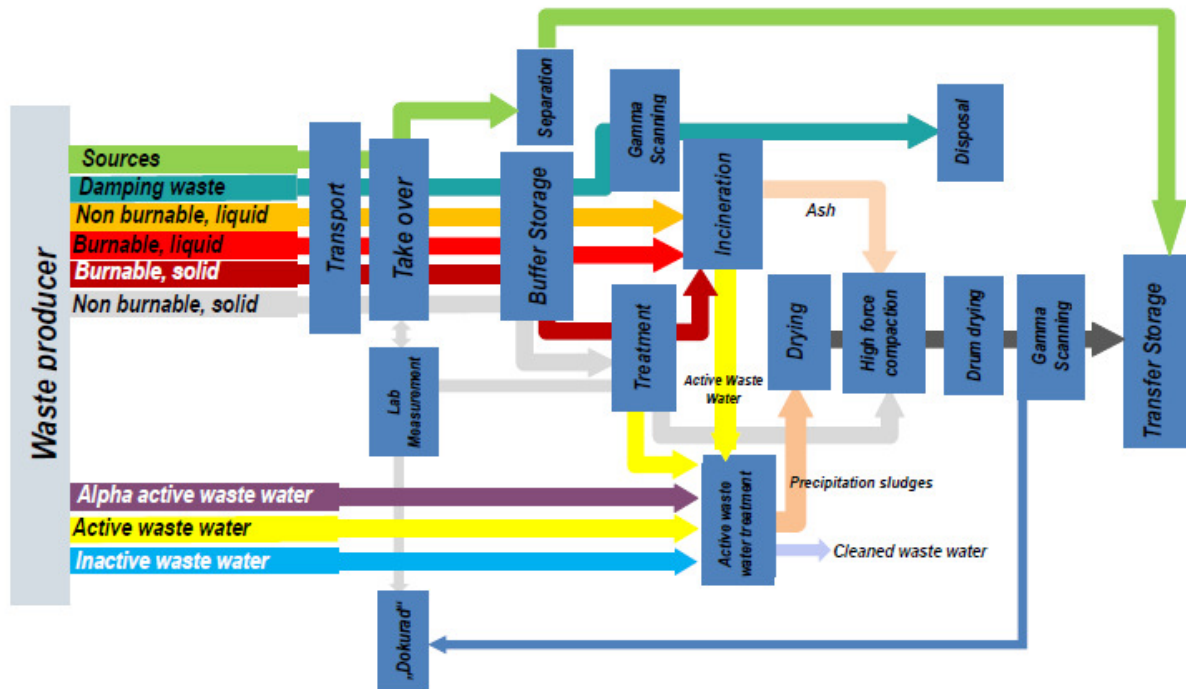 Waste producer
Sources
Damping waste
Non burnable, liquid
Burnable, liquid
Burnable, solid
Non burnable, solid
Alpha active waste water
Active waste water
Inactive waste water
Transport
Take over
Lab
Measurement
„Dokurad“
Separation
Buffer Storage
Gamma
Scanning
Treatment
Incineration
Active Waste
Water
Active waste
water treatment
Ash
Precipitation sludges
Cleaned waste water
Drying
High force
compaction
Disposal
Drum drying
Gamma
Scanning
Transfer Storage